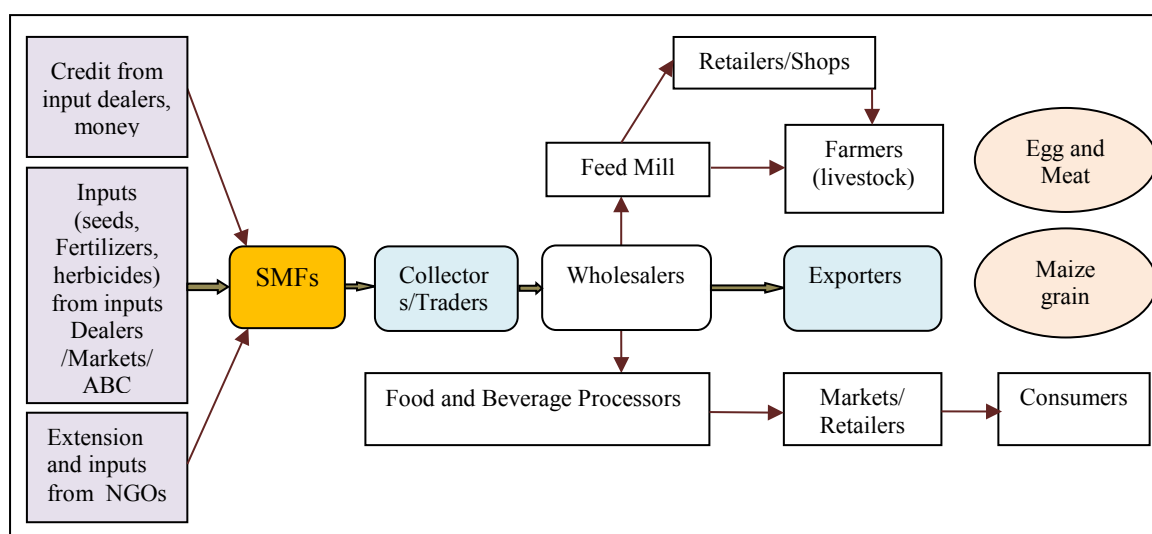 Credit from
input dealers,
money
Inputs
(seeds,
Fertilizers,
herbicides)
from inputs
Dealers
/Markets/
ABC
Extension
and inputs
from NGOs
SMFs
Collector
s/Traders
Wholesalers
Feed Mill
Retailers/Shops
Farmers
(livestock)
Exporters
Food and Beverage Processors
Markets/
Retailers
Consumers
Egg and
Meat
Maize
grain